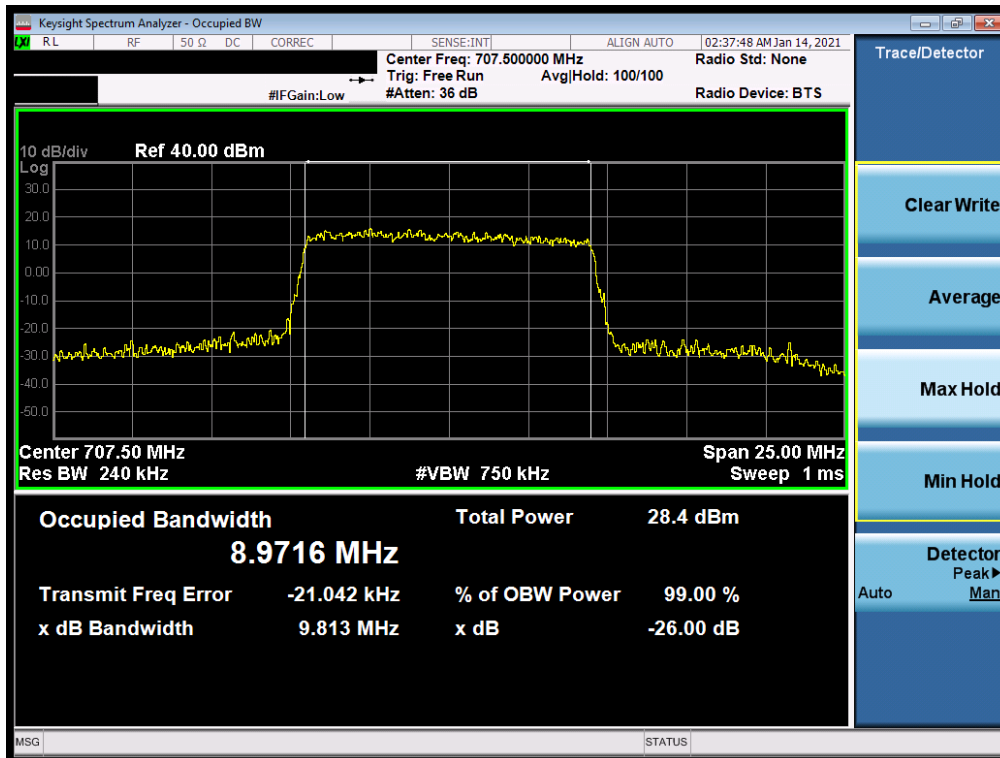 Keysight Spectrum Analyzer - Occupied BW
LXI RL RF 50 Ω DC CORREC SENSE:INT ALIGN AUTO 02:37:48 AM Jan 14, 2021
Center Freq: 707.500000 MHz Radio Std: None
Trig: Free Run Avg|Hold: 100/100
#IFGain:Low #Atten: 36 dB Radio Device: BTS
10 dB/div Ref 40.00 dBm
Log
30.0
20.0
10.0
0.00
-10.0
-20.0
-30.0
-40.0
-50.0
Center 707.50 MHz Span 25.00 MHz
Res BW 240 kHz #VBW 750 kHz Sweep 1 ms
Occupied Bandwidth Total Power 28.4 dBm
8.9716 MHz
Transmit Freq Error -21.042 kHz % of OBW Power 99.00 %
x dB Bandwidth 9.813 MHz x dB -26.00 dB
MSG STATUS
Trace/Detector
Clear Write
Average
Max Hold
Min Hold
Detector
Peak▶
Auto Man